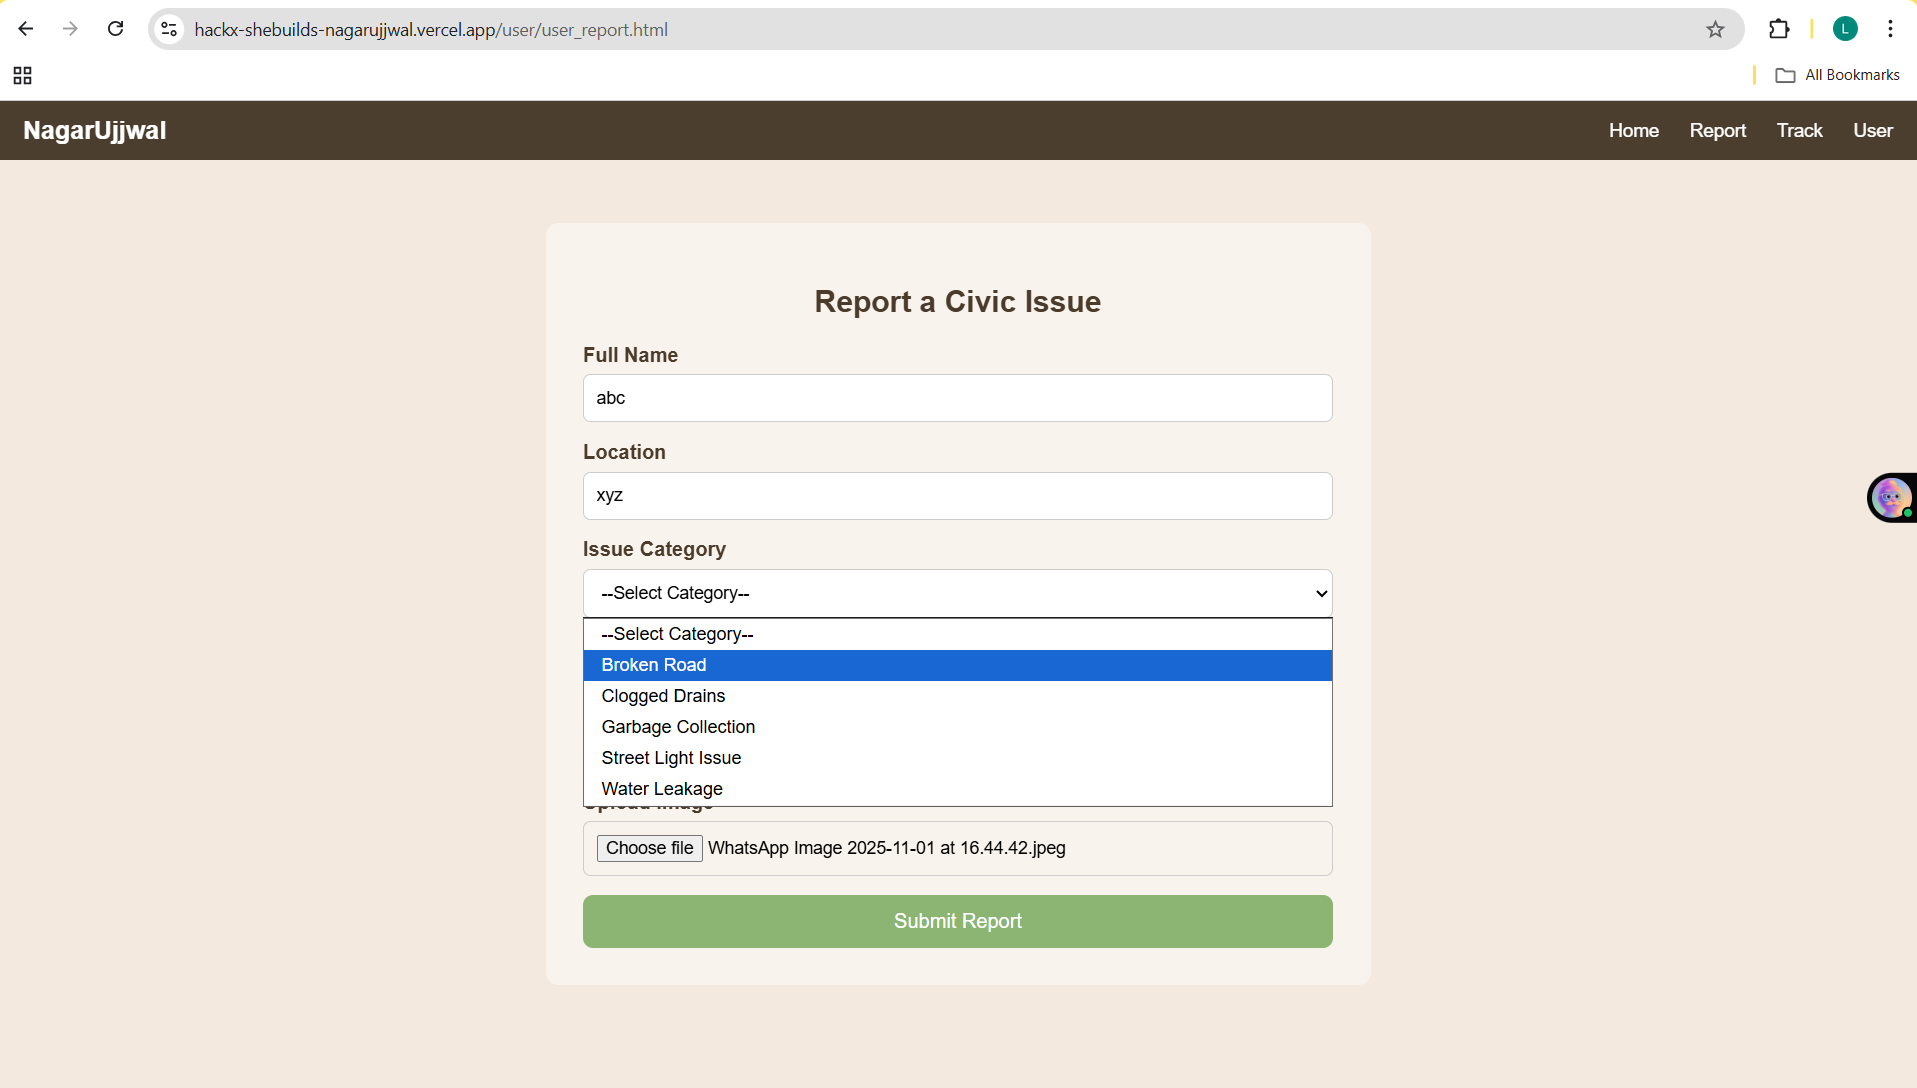 hackx-shebuilds-nagarujjwal.vercel.app/user/user_report.html
L
All Bookmarks
NagarUjjwal
Home Report Track User
Report a Civic Issue
Full Name
abc
Location
xyz
Issue Category
--Select Category--
--Select Category--
Broken Road
Clogged Drains
Garbage Collection
Street Light Issue
Water Leakage
Upload Image
Choose file WhatsApp Image 2025-11-01 at 16.44.42.jpeg
Submit Report